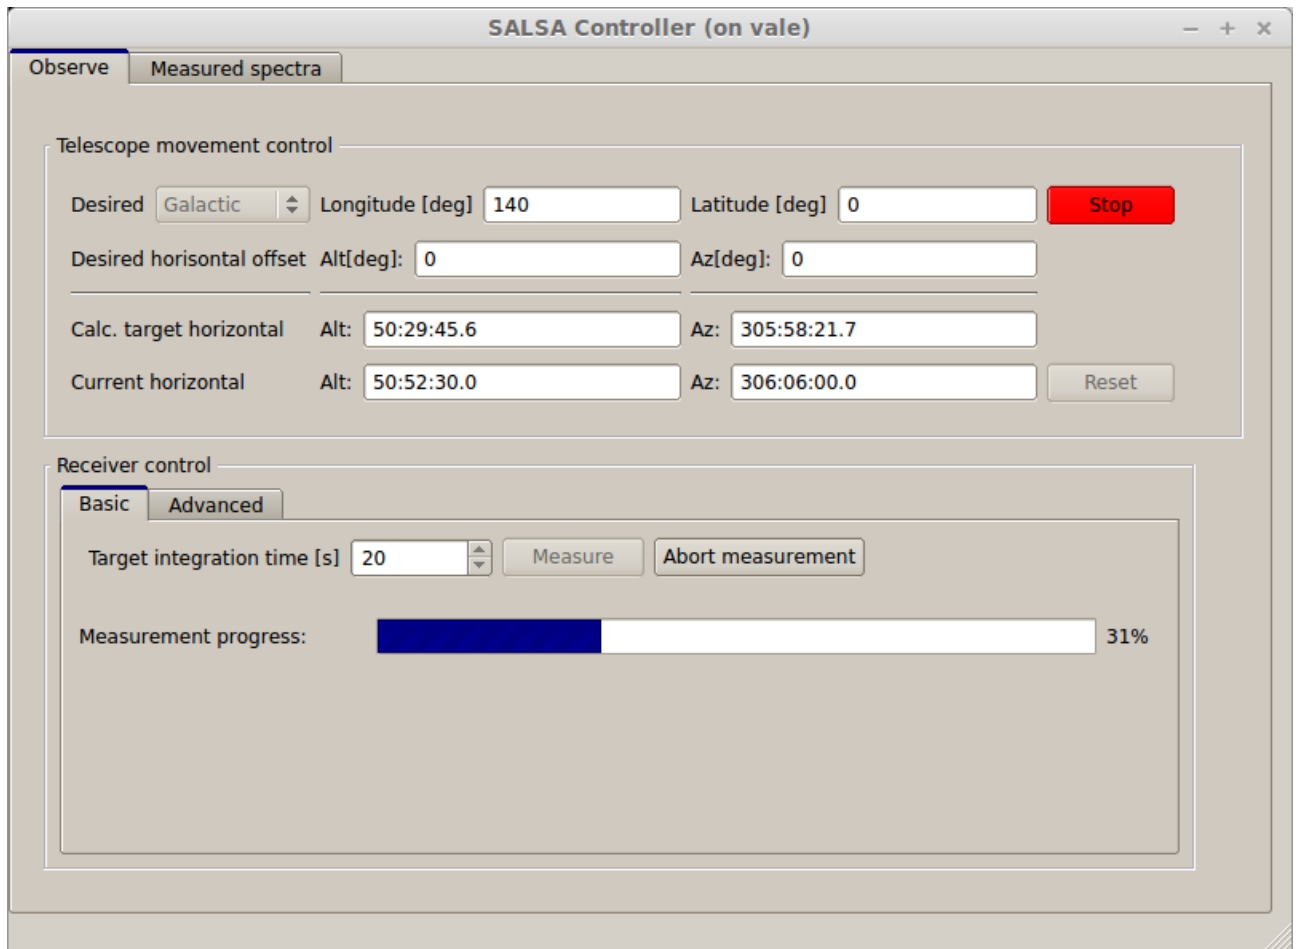 SALSA Controller (on vale)
Observe Measured spectra
Telescope movement control
Desired Galactic Longitude [deg] 140 Latitude [deg] 0 Stop
Desired horisontal offset Alt[deg]: 0 Az[deg]: 0
Calc. target horizontal Alt: 50:29:45.6 Az: 305:58:21.7
Current horizontal Alt: 50:52:30.0 Az: 306:06:00.0 Reset
Receiver control
Basic Advanced
Target integration time [s] 20 Measure Abort measurement
Measurement progress: 31%